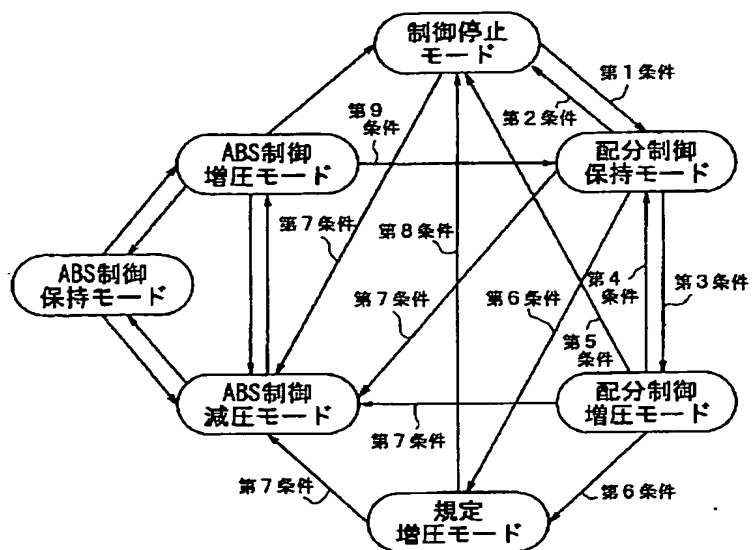 制御停止
モード
第1条件
第2条件
第9
条件
ABS制御
増圧モード
配分制御
保持モード
第7条件
第8条件
ABS制御
保持モード
第7条件
第6条件
第4
条件
第3条件
第5
条件
ABS制御
減圧モード
配分制御
増圧モード
第7条件
第7条件
第6条件
規定
増圧モード